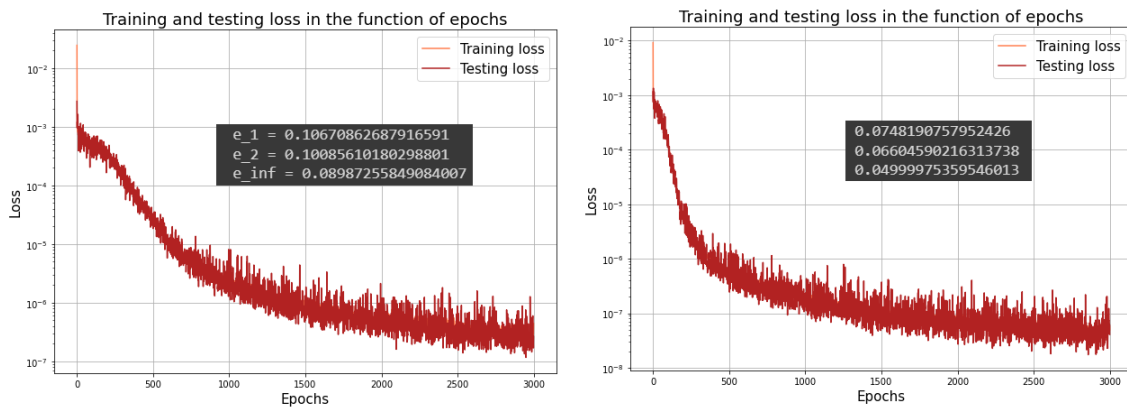 Training and testing loss in the function of epochs
Training loss
Testing loss
10⁻²
10⁻³
10⁻⁴
10⁻⁵
10⁻⁶
10⁻⁷
Loss
e_1 = 0.10670862687916591
e_2 = 0.10085610180298801
e_inf = 0.08987255849084007
0 500 1000 1500 2000 2500 3000
Epochs
Training and testing loss in the function of epochs
Training loss
Testing loss
10⁻²
10⁻³
10⁻⁴
10⁻⁵
10⁻⁶
10⁻⁷
10⁻⁸
Loss
0.0748190757952426
0.06604590216313738
0.04999975359546013
0 500 1000 1500 2000 2500 3000
Epochs